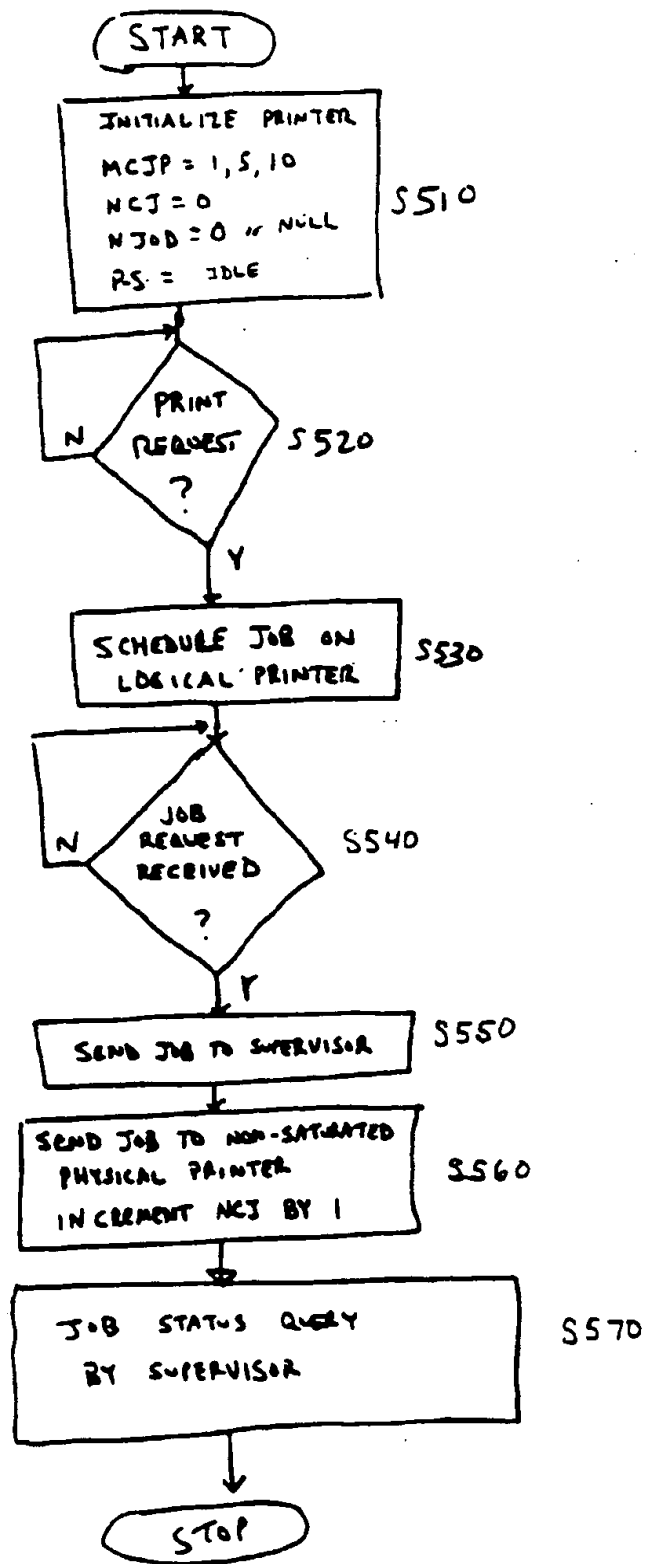 START
INITIALIZE PRINTER
MCJP = 1, 5, 10
NCJ = 0
NJOD = 0 or NULL
PS = IDLE
S510
PRINT
REQUEST
?
S520
N
Y
SCHEDULE JOB ON
LOGICAL PRINTER
S530
JOB
REQUEST
RECEIVED
?
S540
N
Y
SEND JOB TO SUPERVISOR
S550
SEND JOB TO NON-SATURATED
PHYSICAL PRINTER
INCREMENT NCJ BY 1
S560
JOB STATUS QUERY
BY SUPERVISOR
S570
STOP